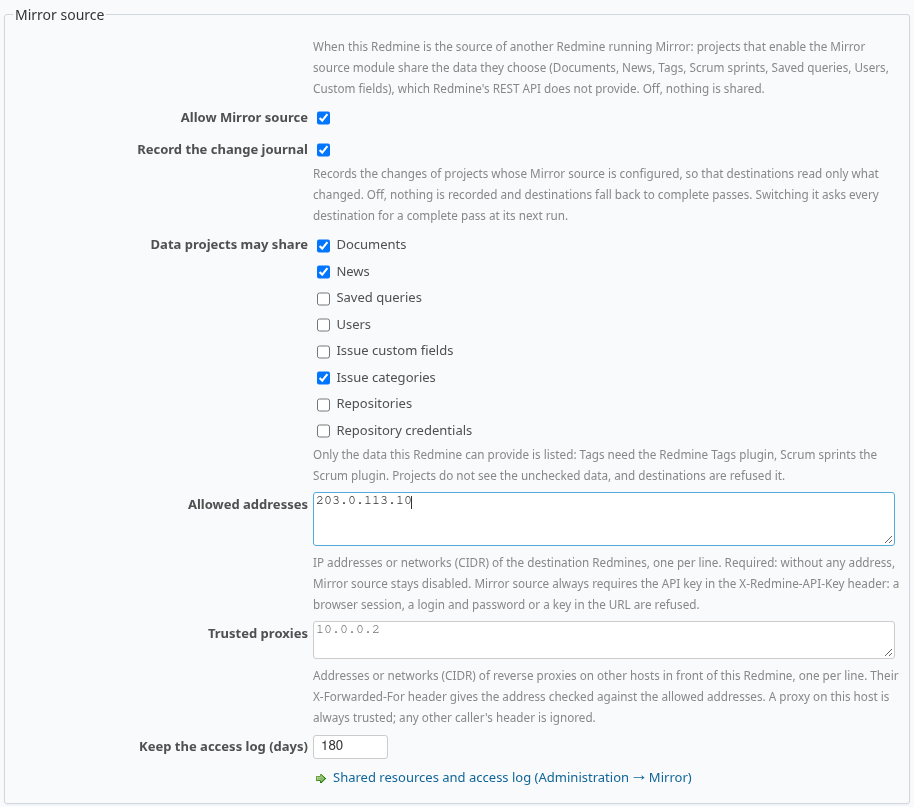 Mirror source
When this Redmine is the source of another Redmine running Mirror: projects that enable the Mirror
source module share the data they choose (Documents, News, Tags, Scrum sprints, Saved queries, Users,
Custom fields), which Redmine's REST API does not provide. Off, nothing is shared.
Allow Mirror source
Record the change journal
Records the changes of projects whose Mirror source is configured, so that destinations read only what
changed. Off, nothing is recorded and destinations fall back to complete passes. Switching it asks every
destination for a complete pass at its next run.
Data projects may share Documents
News
Saved queries
Users
Issue custom fields
Issue categories
Repositories
Repository credentials
Only the data this Redmine can provide is listed: Tags need the Redmine Tags plugin, Scrum sprints the
Scrum plugin. Projects do not see the unchecked data, and destinations are refused it.
Allowed addresses 203.0.113.10
IP addresses or networks (CIDR) of the destination Redmines, one per line. Required: without any address,
Mirror source stays disabled. Mirror source always requires the API key in the X-Redmine-API-Key header: a
browser session, a login and password or a key in the URL are refused.
Trusted proxies 10.0.0.2
Addresses or networks (CIDR) of reverse proxies on other hosts in front of this Redmine, one per line. Their
X-Forwarded-For header gives the address checked against the allowed addresses. A proxy on this host is
always trusted; any other caller's header is ignored.
Keep the access log (days) 180
Shared resources and access log (Administration → Mirror)